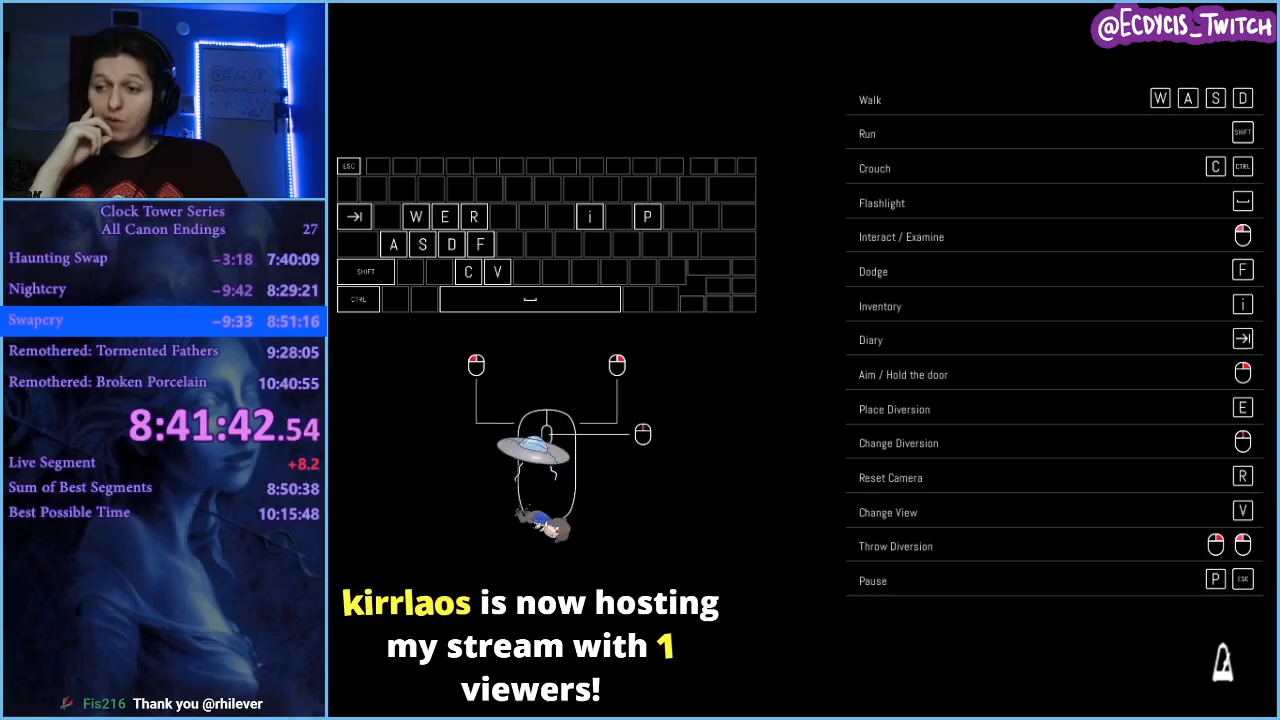 @ECDYCIS_TWITCH
Clock Tower Series
All Canon Endings 27
Haunting Swap −3:18 7:40:09
Nightcry −9:42 8:29:21
Swapcry −9:33 8:51:16
Remothered: Tormented Fathers 9:28:05
Remothered: Broken Porcelain 10:40:55
8:41:42.54
Live Segment +8.2
Sum of Best Segments 8:50:38
Best Possible Time 10:15:48
Fis216 Thank you @rhilever
ESC
W E R i P
A S D F
SHIFT C V
CTRL
kirrlaos is now hosting
my stream with 1
viewers!
Walk W A S D
Run SHIFT
Crouch C CTRL
Flashlight
Interact / Examine
Dodge F
Inventory i
Diary
Aim / Hold the door
Place Diversion E
Change Diversion
Reset Camera R
Change View V
Throw Diversion
Pause P ESC